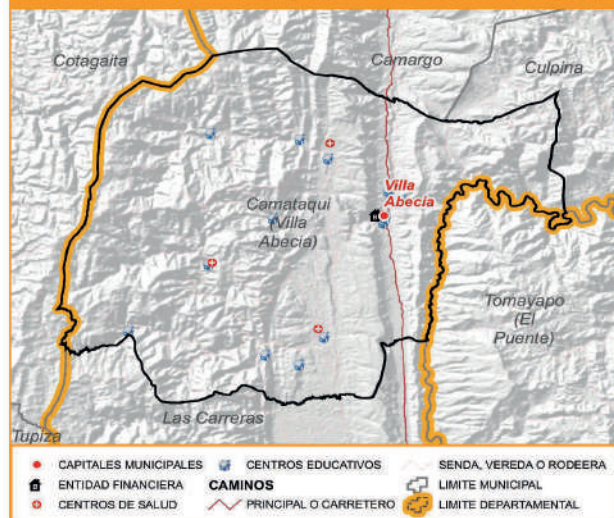 Cotagaita
Camargo
Culpina
Villa
Abecia
Camataqui
(Villa
Abecia)
Tomayapo
(El
Puente)
Las Carreras
Tupiza
CAPITALES MUNICIPALES
CENTROS EDUCATIVOS
SENDA, VEREDA O RODEERA
ENTIDAD FINANCIERA
CAMINOS
LIMITE MUNICIPAL
CENTROS DE SALUD
PRINCIPAL O CARRETERO
LIMITE DEPARTAMENTAL